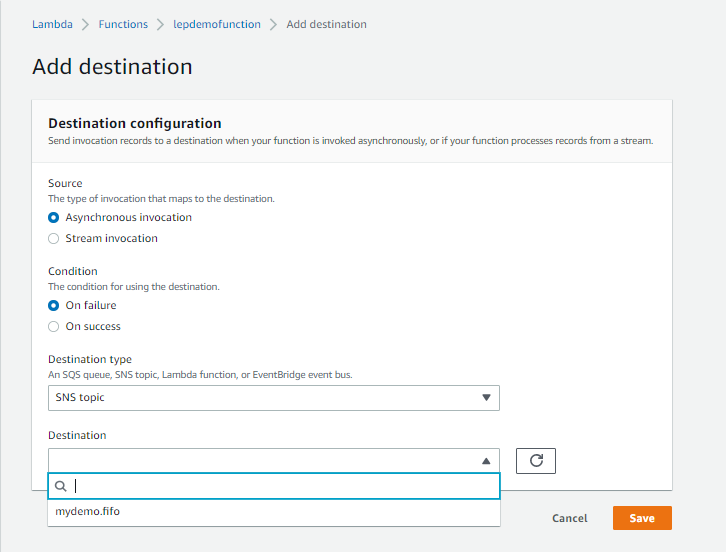 Lambda > Functions > lepdemofunction > Add destination
Add destination
Destination configuration
Send invocation records to a destination when your function is invoked asynchronously, or if your function processes records from a stream.
Source
The type of invocation that maps to the destination.
Asynchronous invocation
Stream invocation
Condition
The condition for using the destination.
On failure
On success
Destination type
An SQS queue, SNS topic, Lambda function, or EventBridge event bus.
SNS topic
Destination
mydemo.fifo
Cancel Save